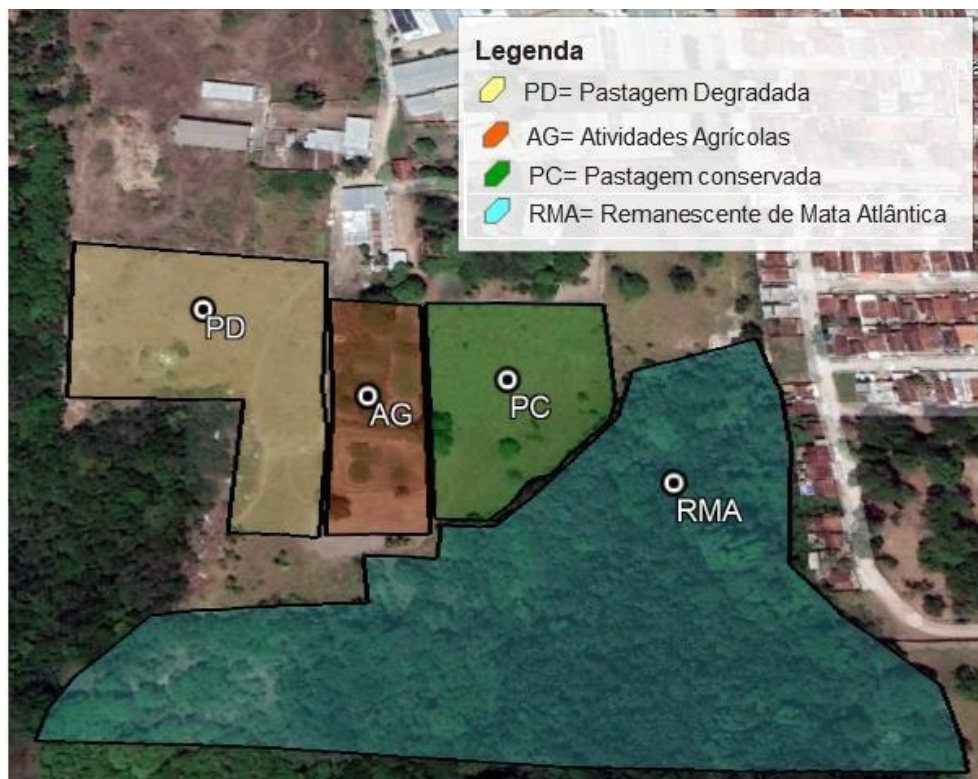 Legenda
PD= Pastagem Degradada
AG= Atividades Agrícolas
PC= Pastagem conservada
RMA= Remanescente de Mata Atlântica
PD
AG
PC
RMA